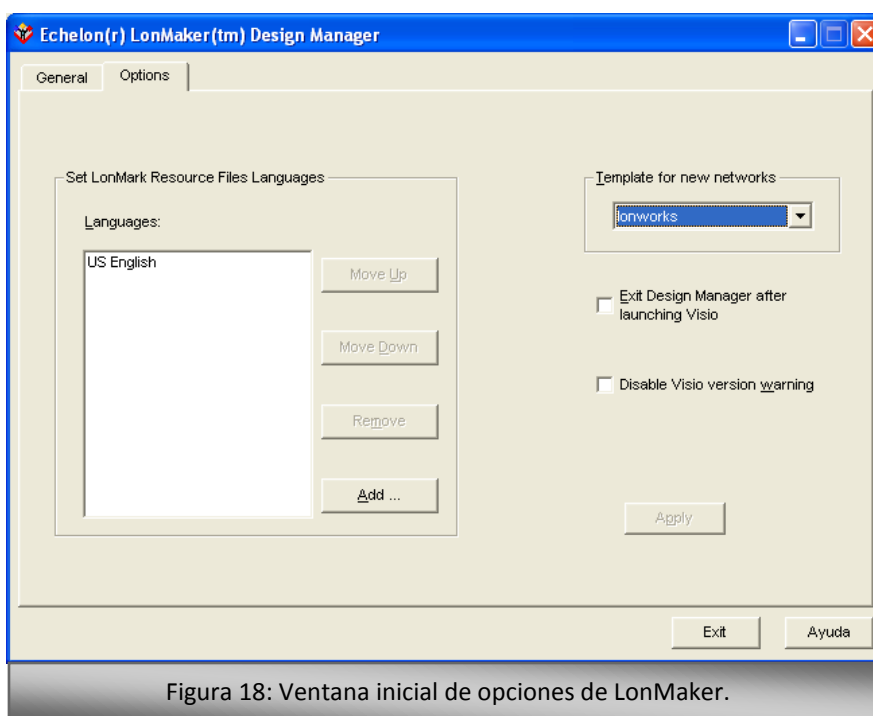 Echelon(r) LonMaker(tm) Design Manager
General
Options
Set LonMark Resource Files Languages
Languages:
US English
Move Up
Move Down
Remove
Add ...
Template for new networks
lonworks
Exit Design Manager after
launching Visio
Disable Visio version warning
Apply
Exit
Ayuda
Figura 18: Ventana inicial de opciones de LonMaker.